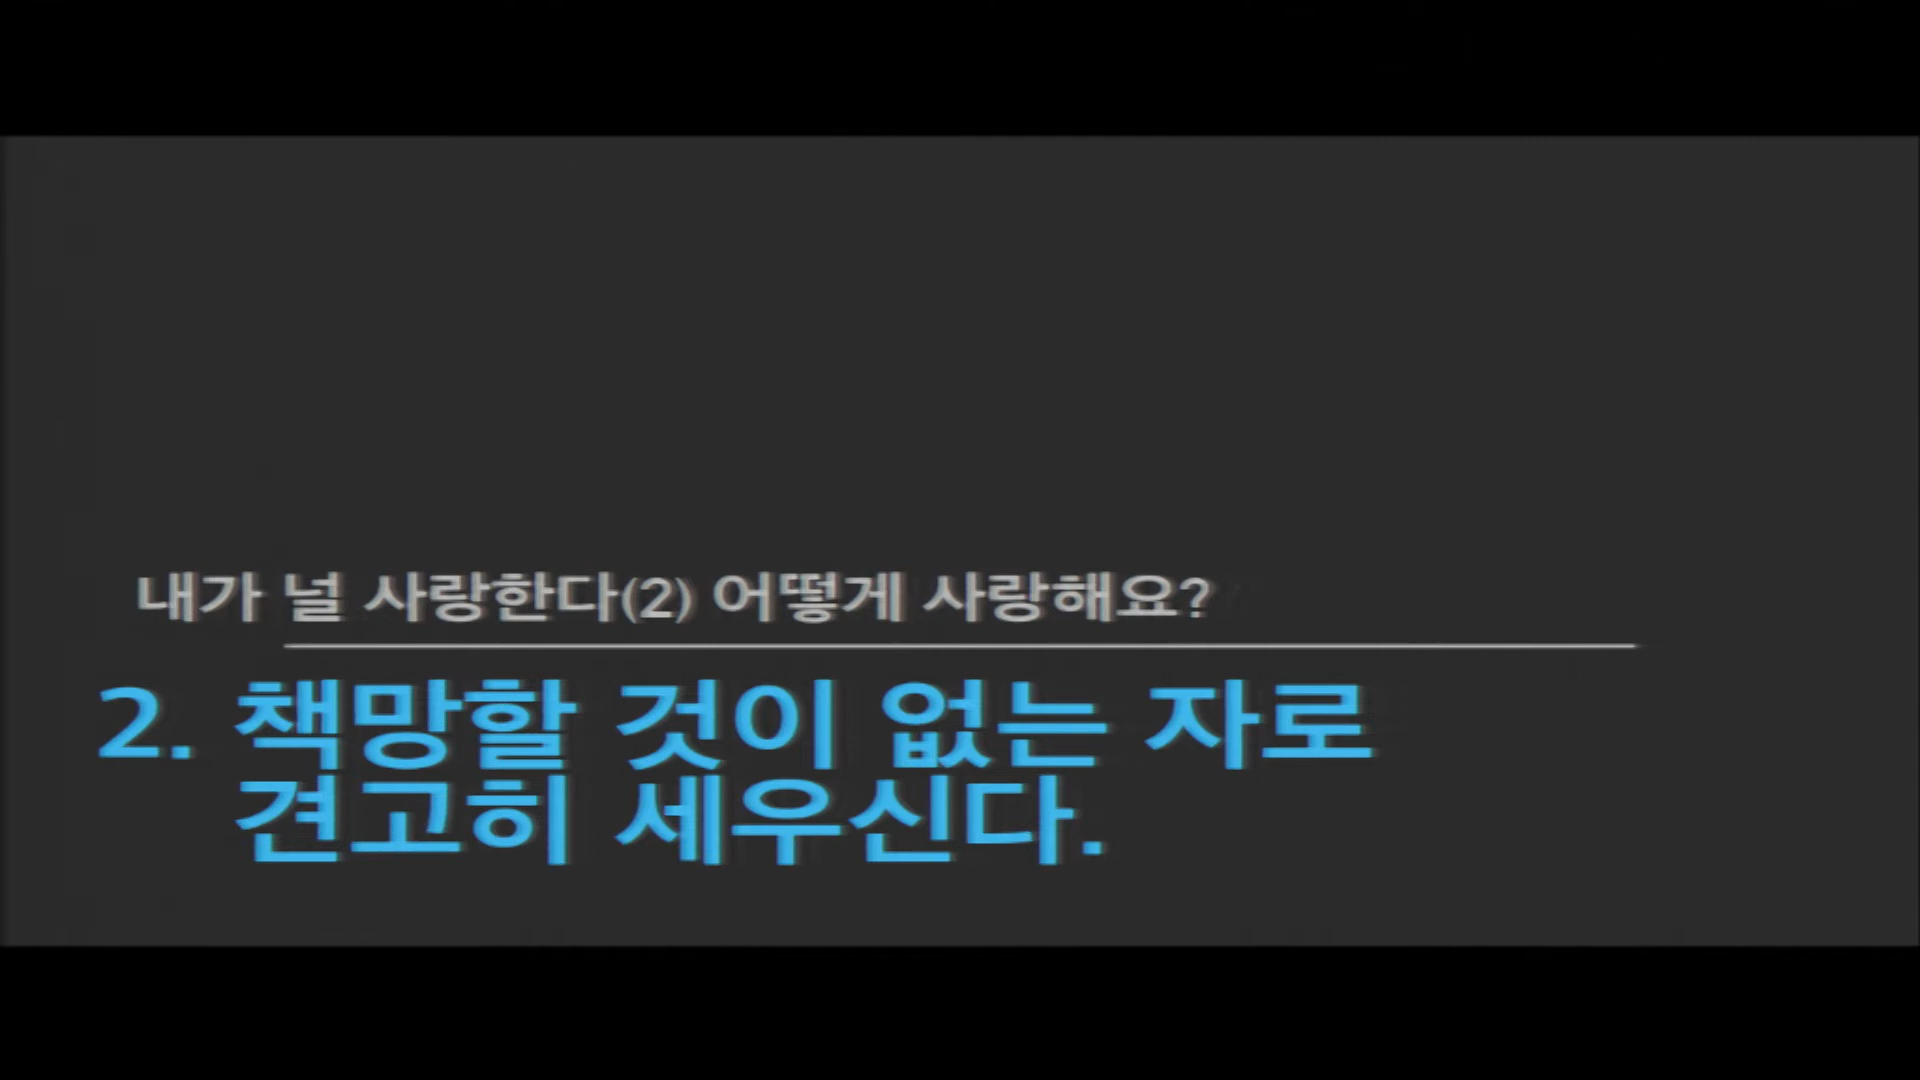 내가 널 사랑한다(2) 어떻게 사랑해요?
2. 책망할 것이 없는 자로
견고히 세우신다.